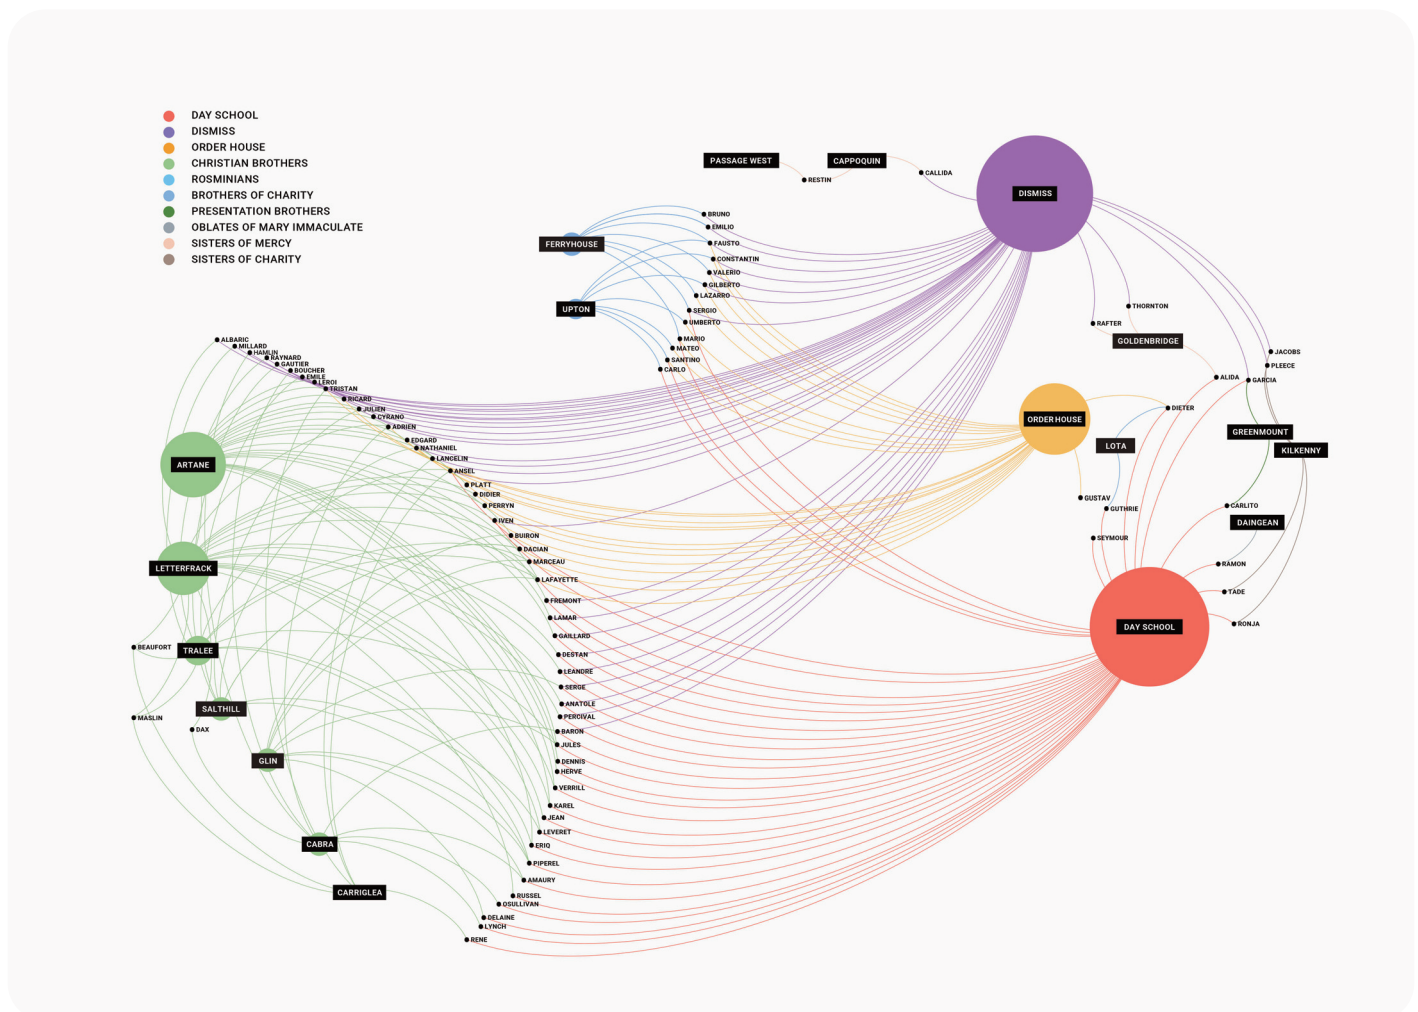 DAY SCHOOL
DISMISS
ORDER HOUSE
CHRISTIAN BROTHERS
ROSMINIANS
BROTHERS OF CHARITY
PRESENTATION BROTHERS
OBLATES OF MARY IMMACULATE
SISTERS OF MERCY
SISTERS OF CHARITY
PASSAGE WEST
CAPPOQUIN
RESTIN
CALLIDA
DISMISS
BRUNO
EMILIO
FERRYHOUSE
FAUSTO
CONSTANTIN
VALERIO
GILBERTO
LAZARRO
UPTON
SERGIO
UMBERTO
MARIO
MATEO
SANTINO
CARLO
THORNTON
RAFTER
GOLDENBRIDGE
JACOBS
PLEECE
ALIDA
GARCIA
ALBARIC
MILLARD
HAMLIN
RAYNARD
GAUTIER
BOUCHER
EMILE
LEROI
TRISTAN
RICARD
JULIEN
CYRANO
ADRIEN
EDGARD
NATHANIEL
LANCELIN
ANSEL
PLATT
DIDIER
PERRYN
IVEN
BUIRON
DACIAN
MARCEAU
LAFAYETTE
FREMONT
LAMAR
GAILLARD
DESTAN
LEANDRE
SERGE
ANATGLE
PERCIVAL
BARON
JULES
DENNIS
HERVE
VERRILL
KAREL
JEAN
LEVERET
ERIQ
PIPEREL
AMAURY
RUSSEL
OSULLIVAN
DELAINE
LYNCH
RENE
ORDER HOUSE
DIETER
LOTA
GREENMOUNT
KILKENNY
GUSTAV
GUTHRIE
CARLITO
DAINGEAN
SEYMOUR
RAMON
TADE
RONJA
DAY SCHOOL
ARTANE
LETTERFRACK
BEAUFORT
TRALEE
SALTHILL
MASLIN
DAX
GLIN
CABRA
CARRIGLEA